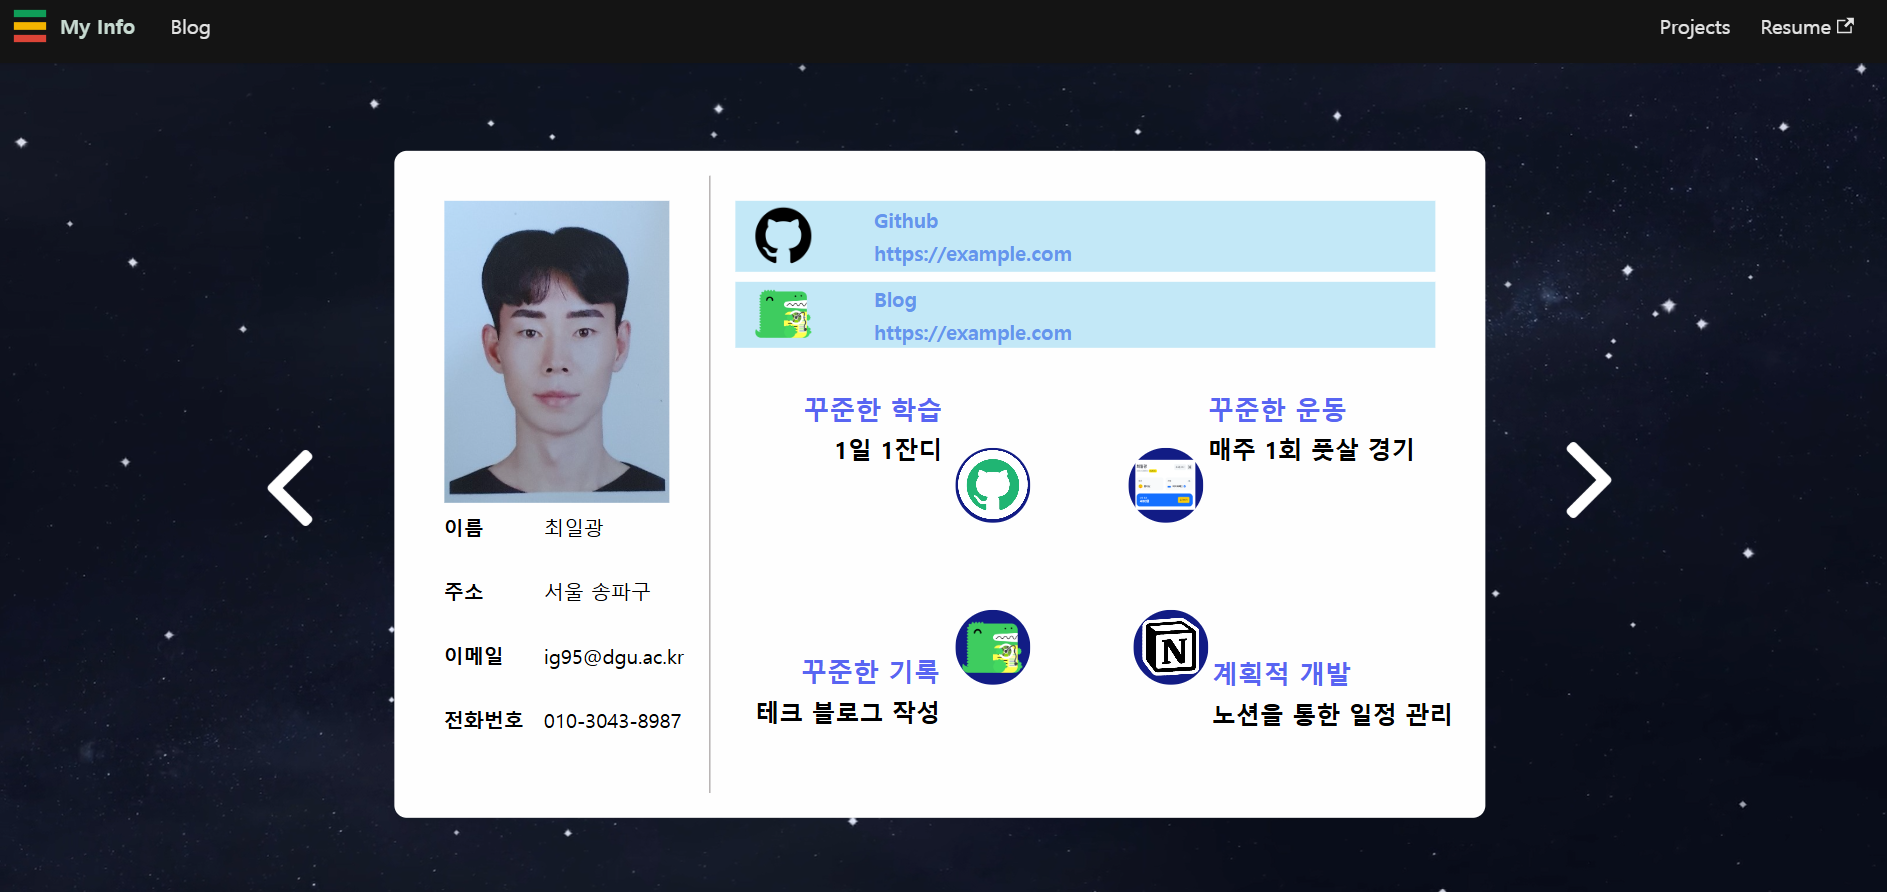 My Info
Blog
Projects
Resume
이름 최일광
주소 서울 송파구
이메일 ig95@dgu.ac.kr
전화번호 010-3043-8987
Github
https://example.com
Blog
https://example.com
꾸준한 학습
1일 1잔디
꾸준한 운동
매주 1회 풋살 경기
꾸준한 기록
테크 블로그 작성
N
계획적 개발
노션을 통한 일정 관리